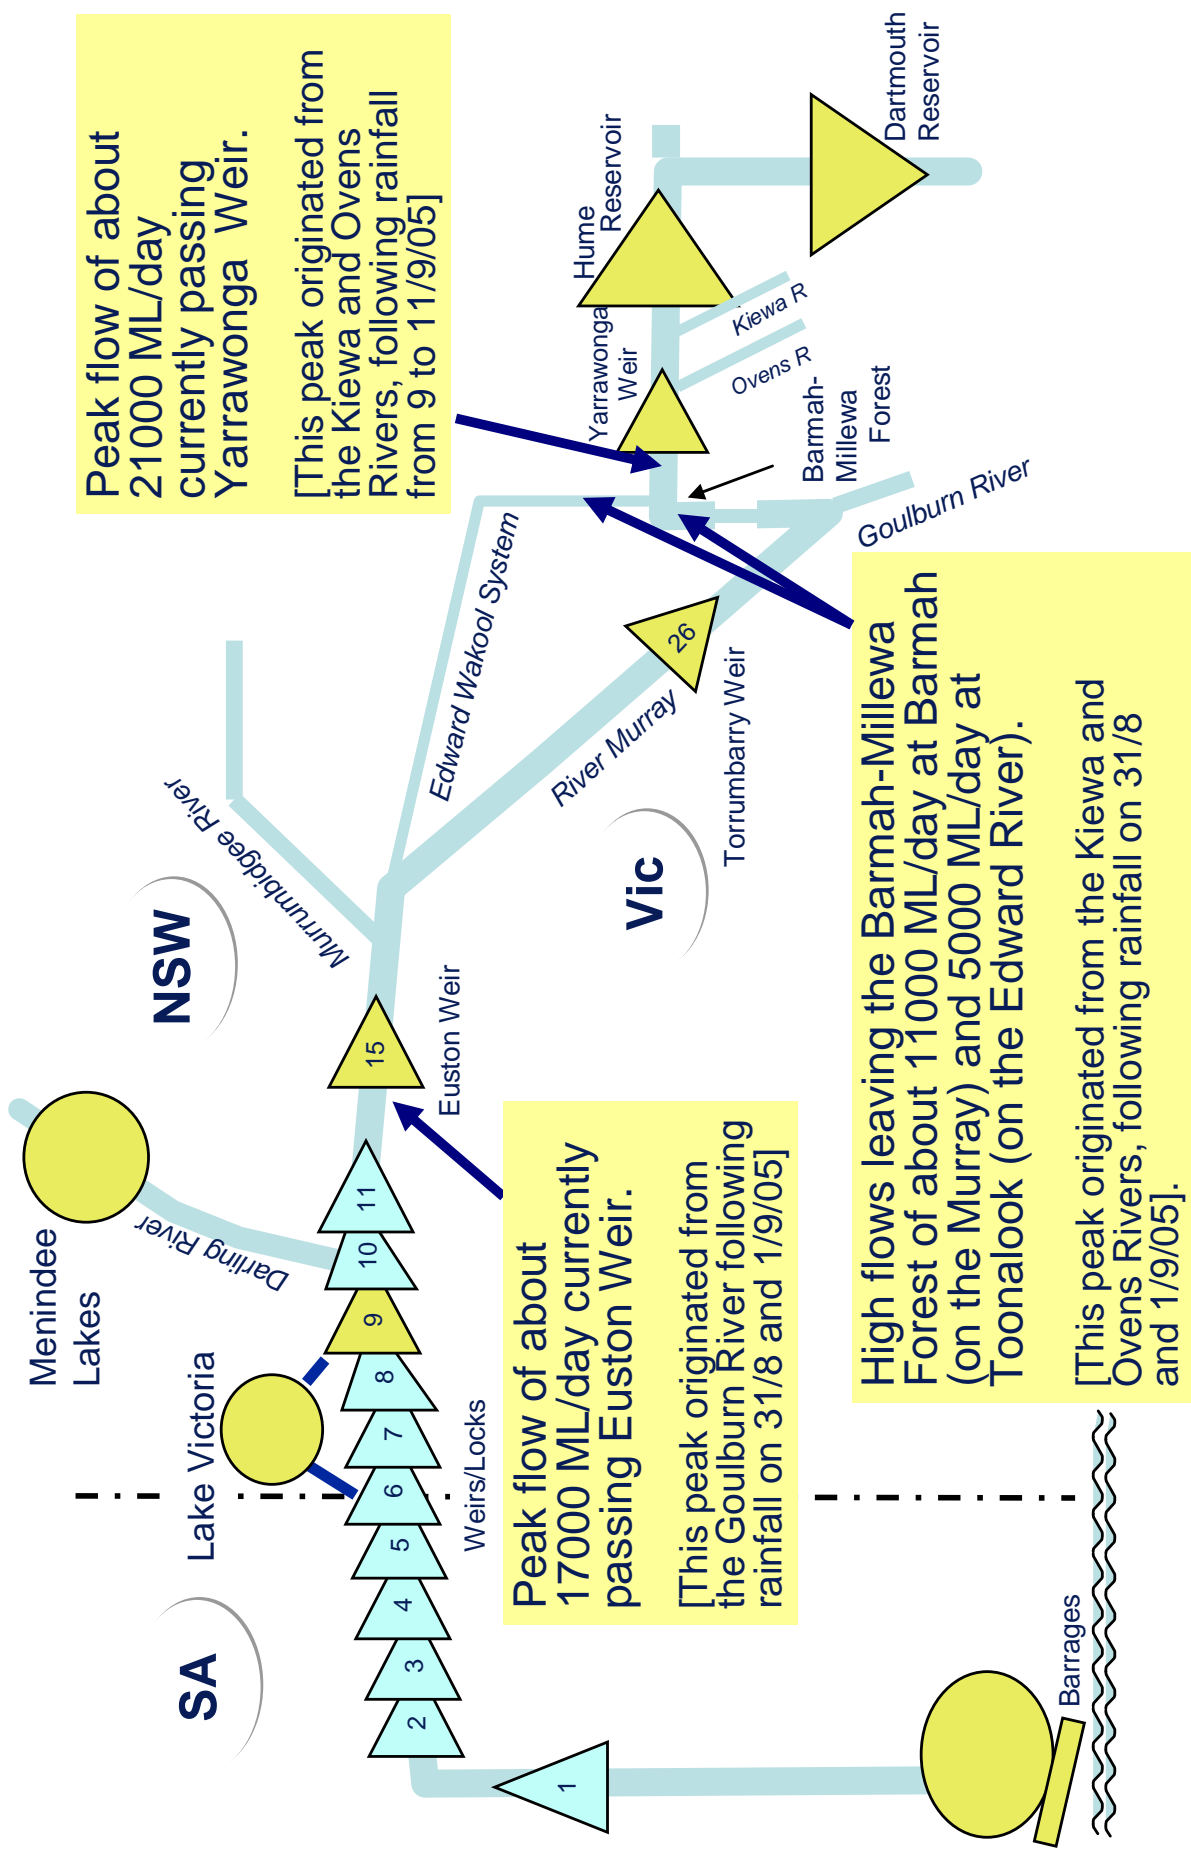 Peak flow of about
21000 ML/day
currently passing
Yarrawonga Weir.
[This peak originated from
the Kiewa and Ovens
Rivers, following rainfall
from 9 to 11/9/05]
NSW
SA
Vic
Menindee
Lakes
Lake Victoria
Darling River
Murrumbidgee River
Edward Wakool System
River Murray
Hume
Reservoir
Dartmouth
Reservoir
Yarrawonga
Weir
Kiewa R
Ovens R
Barmah-
Millewa
Forest
Goulburn River
Torrumbarry Weir
Euston Weir
Weirs/Locks
1
2
3
4
5
6
7
8
9
10
11
15
26
Peak flow of about
17000 ML/day currently
passing Euston Weir.
[This peak originated from
the Goulburn River following
rainfall on 31/8 and 1/9/05]
High flows leaving the Barmah-Millewa
Forest of about 11000 ML/day at Barmah
(on the Murray) and 5000 ML/day at
Toonalook (on the Edward River).
[This peak originated from the Kiewa and
Ovens Rivers, following rainfall on 31/8
and 1/9/05].
Barrages